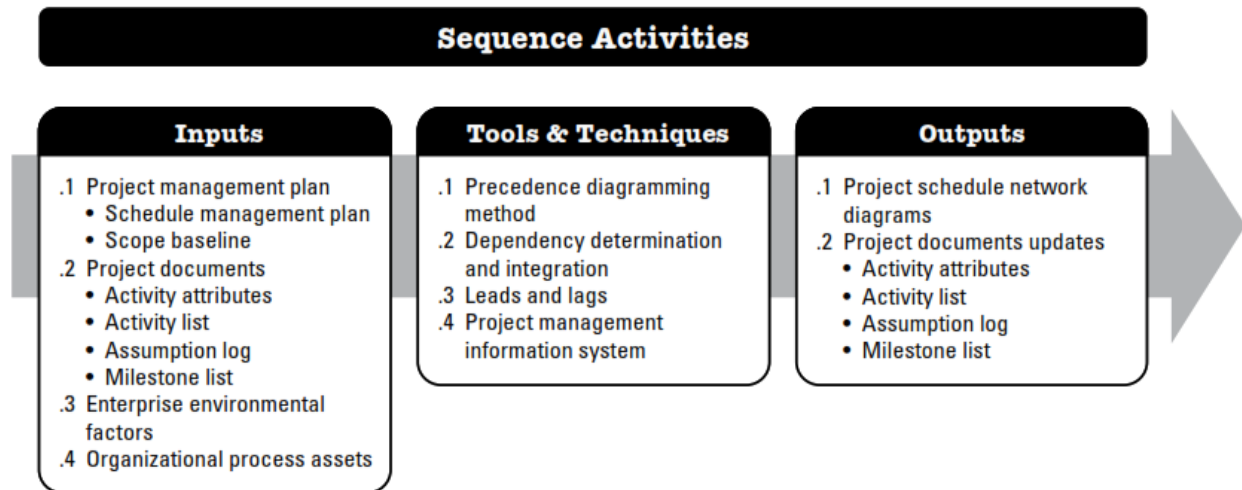 Sequence Activities
Inputs
.1 Project management plan
• Schedule management plan
• Scope baseline
.2 Project documents
• Activity attributes
• Activity list
• Assumption log
• Milestone list
.3 Enterprise environmental
factors
.4 Organizational process assets
Tools & Techniques
.1 Precedence diagramming
method
.2 Dependency determination
and integration
.3 Leads and lags
.4 Project management
information system
Outputs
.1 Project schedule network
diagrams
.2 Project documents updates
• Activity attributes
• Activity list
• Assumption log
• Milestone list